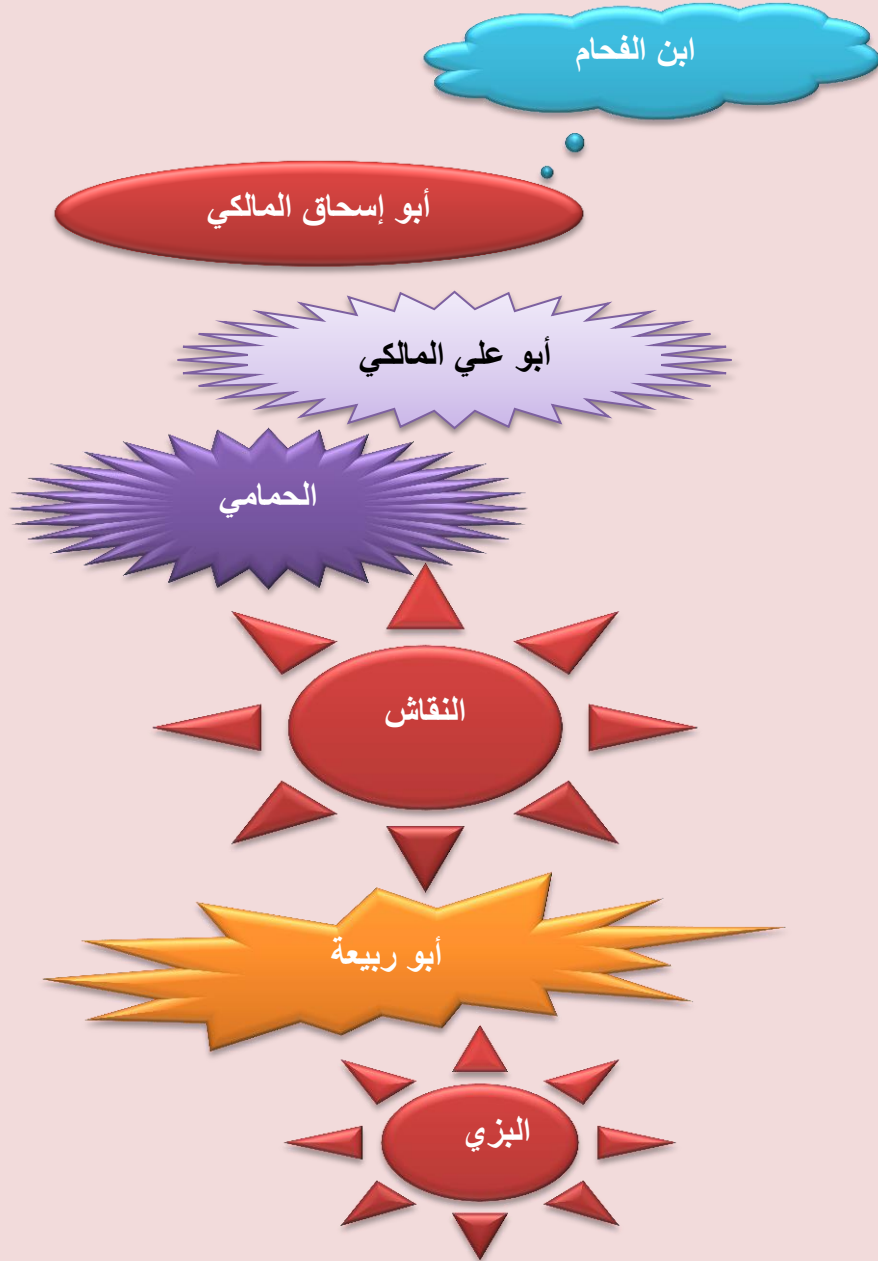 ابن الفحام
أبو إسحاق المالكي
أبو علي المالكي
الحمامي
النقاش
أبو ربيعة
البزي